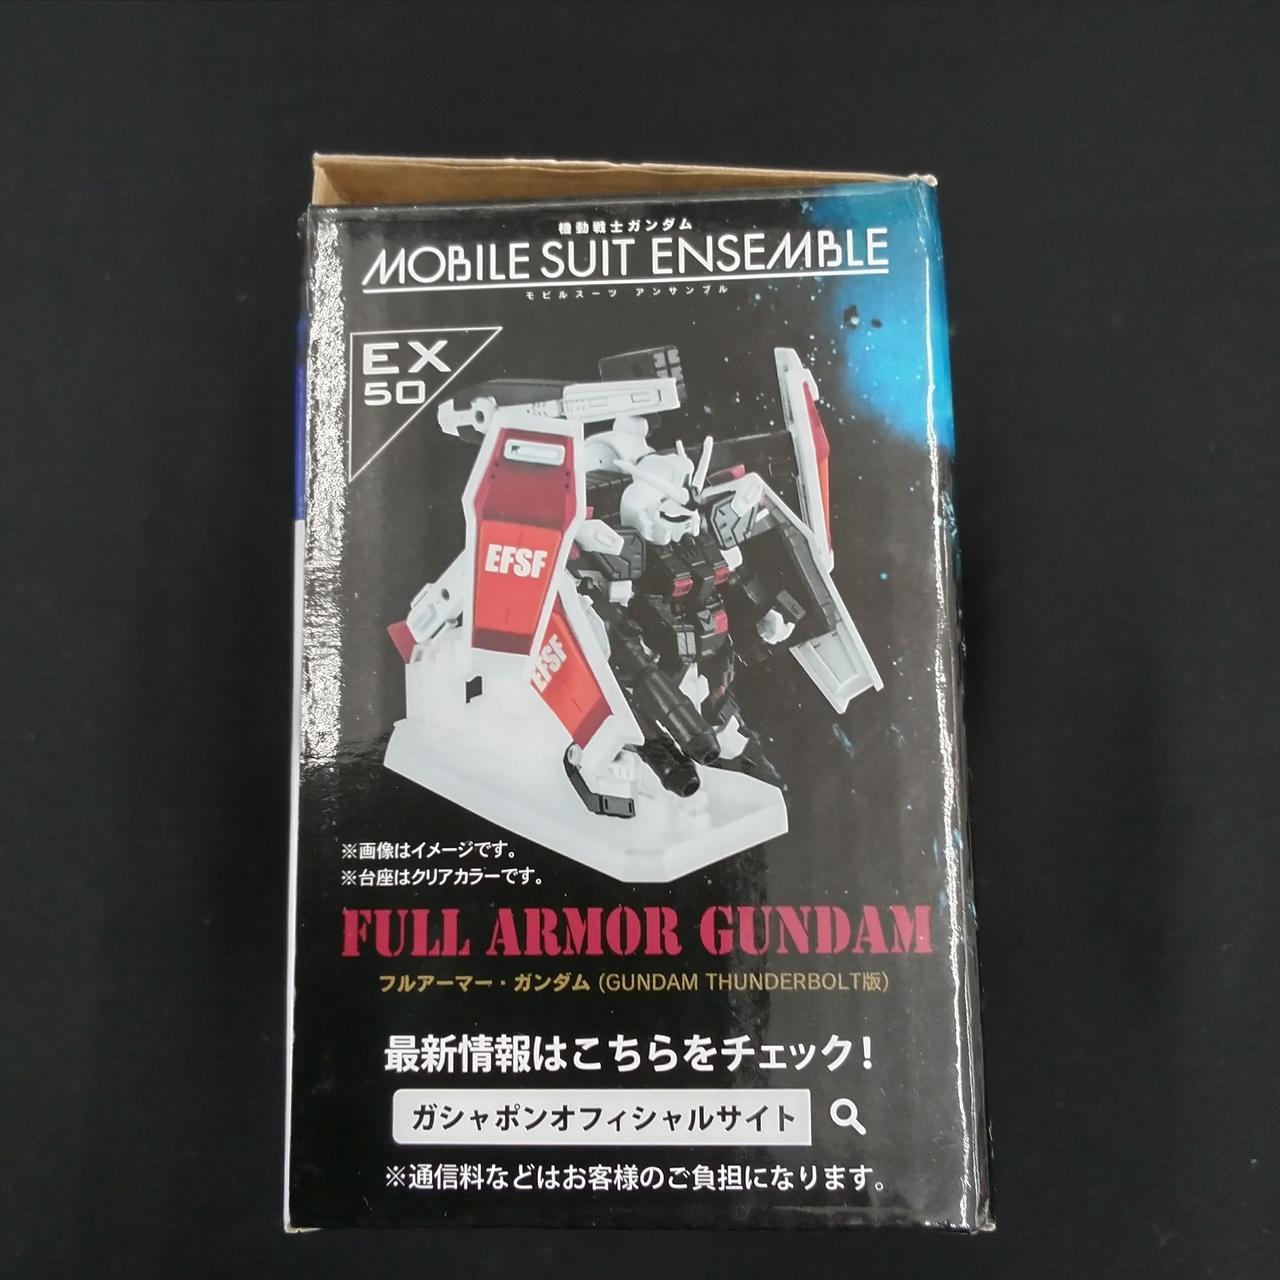 機動戦士ガンダム
MOBILE SUIT ENSEMBLE
モビルスーツ アンサンブル
EX
50
EFSF
EFSF
※画像はイメージです。
※台座はクリアカラーです。
FULL ARMOR GUNDAM
フルアーマー・ガンダム (GUNDAM THUNDERBOLT版)
最新情報はこちらをチェック!
ガシャポンオフィシャルサイト
※通信料などはお客様のご負担になります。